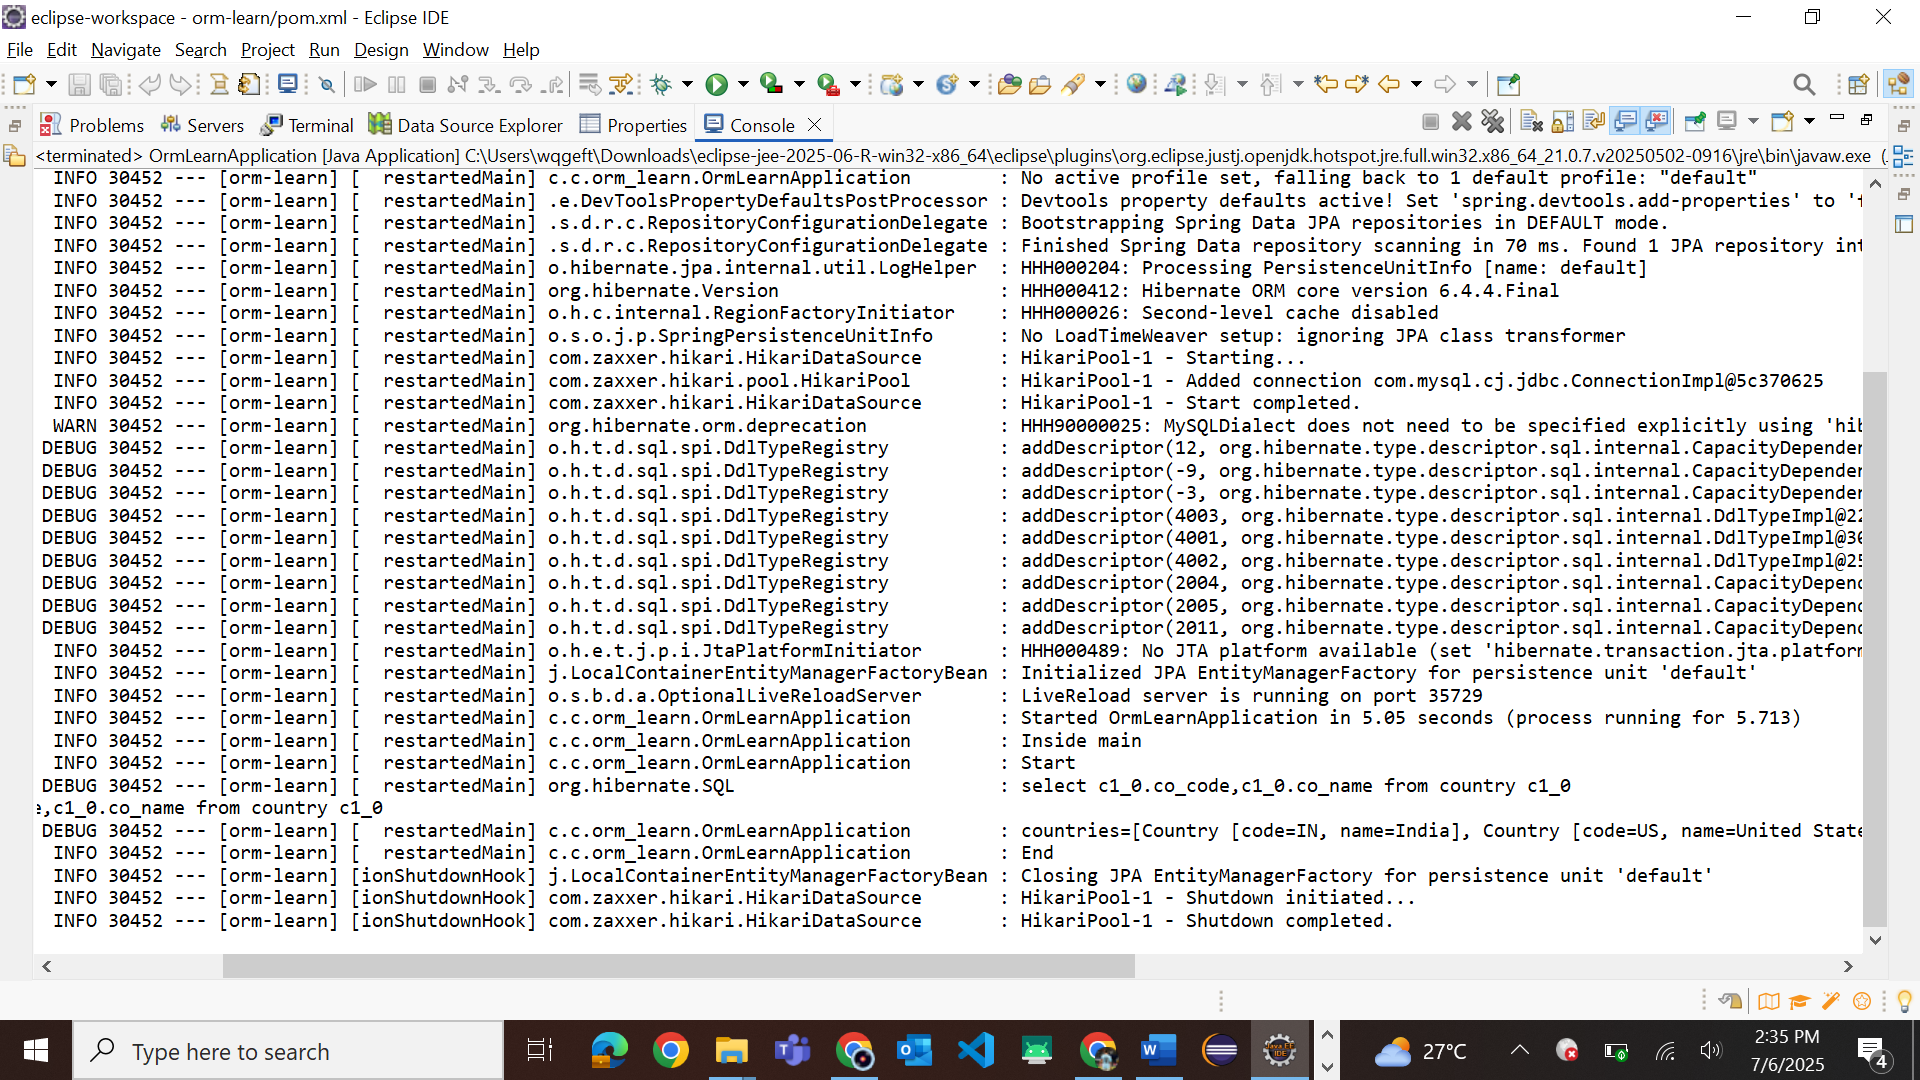 eclipse-workspace - orm-learn/pom.xml - Eclipse IDE
File Edit Navigate Search Project Run Design Window Help
Problems Servers Terminal Data Source Explorer Properties Console
<terminated> OrmLearnApplication [Java Application] C:\Users\wqgeft\Downloads\eclipse-jee-2025-06-R-win32-x86_64\eclipse\plugins\org.eclipse.justj.openjdk.hotspot.jre.full.win32.x86_64_21.0.7.v20250502-0916\jre\bin\javaw.exe
INFO 30452 --- [orm-learn] [  restartedMain] c.c.orm_learn.OrmLearnApplication : No active profile set, falling back to 1 default profile: "default"
INFO 30452 --- [orm-learn] [  restartedMain] .e.DevToolsPropertyDefaultsPostProcessor : Devtools property defaults active! Set 'spring.devtools.add-properties' to 'f
INFO 30452 --- [orm-learn] [  restartedMain] .s.d.r.c.RepositoryConfigurationDelegate : Bootstrapping Spring Data JPA repositories in DEFAULT mode.
INFO 30452 --- [orm-learn] [  restartedMain] .s.d.r.c.RepositoryConfigurationDelegate : Finished Spring Data repository scanning in 70 ms. Found 1 JPA repository int
INFO 30452 --- [orm-learn] [  restartedMain] o.hibernate.jpa.internal.util.LogHelper : HHH000204: Processing PersistenceUnitInfo [name: default]
INFO 30452 --- [orm-learn] [  restartedMain] org.hibernate.Version : HHH000412: Hibernate ORM core version 6.4.4.Final
INFO 30452 --- [orm-learn] [  restartedMain] o.h.c.internal.RegionFactoryInitiator : HHH000026: Second-level cache disabled
INFO 30452 --- [orm-learn] [  restartedMain] o.s.o.j.p.SpringPersistenceUnitInfo : No LoadTimeWeaver setup: ignoring JPA class transformer
INFO 30452 --- [orm-learn] [  restartedMain] com.zaxxer.hikari.HikariDataSource : HikariPool-1 - Starting...
INFO 30452 --- [orm-learn] [  restartedMain] com.zaxxer.hikari.pool.HikariPool : HikariPool-1 - Added connection com.mysql.cj.jdbc.ConnectionImpl@5c370625
INFO 30452 --- [orm-learn] [  restartedMain] com.zaxxer.hikari.HikariDataSource : HikariPool-1 - Start completed.
WARN 30452 --- [orm-learn] [  restartedMain] org.hibernate.orm.deprecation : HHH90000025: MySQLDialect does not need to be specified explicitly using 'hib
DEBUG 30452 --- [orm-learn] [  restartedMain] o.h.t.d.sql.spi.DdlTypeRegistry : addDescriptor(12, org.hibernate.type.descriptor.sql.internal.CapacityDependen
DEBUG 30452 --- [orm-learn] [  restartedMain] o.h.t.d.sql.spi.DdlTypeRegistry : addDescriptor(-9, org.hibernate.type.descriptor.sql.internal.CapacityDependen
DEBUG 30452 --- [orm-learn] [  restartedMain] o.h.t.d.sql.spi.DdlTypeRegistry : addDescriptor(-3, org.hibernate.type.descriptor.sql.internal.CapacityDependen
DEBUG 30452 --- [orm-learn] [  restartedMain] o.h.t.d.sql.spi.DdlTypeRegistry : addDescriptor(4003, org.hibernate.type.descriptor.sql.internal.DdlTypeImpl@22
DEBUG 30452 --- [orm-learn] [  restartedMain] o.h.t.d.sql.spi.DdlTypeRegistry : addDescriptor(4001, org.hibernate.type.descriptor.sql.internal.DdlTypeImpl@36
DEBUG 30452 --- [orm-learn] [  restartedMain] o.h.t.d.sql.spi.DdlTypeRegistry : addDescriptor(4002, org.hibernate.type.descriptor.sql.internal.DdlTypeImpl@25
DEBUG 30452 --- [orm-learn] [  restartedMain] o.h.t.d.sql.spi.DdlTypeRegistry : addDescriptor(2004, org.hibernate.type.descriptor.sql.internal.CapacityDepend
DEBUG 30452 --- [orm-learn] [  restartedMain] o.h.t.d.sql.spi.DdlTypeRegistry : addDescriptor(2005, org.hibernate.type.descriptor.sql.internal.CapacityDepend
DEBUG 30452 --- [orm-learn] [  restartedMain] o.h.t.d.sql.spi.DdlTypeRegistry : addDescriptor(2011, org.hibernate.type.descriptor.sql.internal.CapacityDepend
INFO 30452 --- [orm-learn] [  restartedMain] o.h.e.t.j.p.i.JtaPlatformInitiator : HHH000489: No JTA platform available (set 'hibernate.transaction.jta.platform
INFO 30452 --- [orm-learn] [  restartedMain] j.LocalContainerEntityManagerFactoryBean : Initialized JPA EntityManagerFactory for persistence unit 'default'
INFO 30452 --- [orm-learn] [  restartedMain] o.s.b.d.a.OptionalLiveReloadServer : LiveReload server is running on port 35729
INFO 30452 --- [orm-learn] [  restartedMain] c.c.orm_learn.OrmLearnApplication : Started OrmLearnApplication in 5.05 seconds (process running for 5.713)
INFO 30452 --- [orm-learn] [  restartedMain] c.c.orm_learn.OrmLearnApplication : Inside main
INFO 30452 --- [orm-learn] [  restartedMain] c.c.orm_learn.OrmLearnApplication : Start
DEBUG 30452 --- [orm-learn] [  restartedMain] org.hibernate.SQL : select c1_0.co_code,c1_0.co_name from country c1_0
e,c1_0.co_name from country c1_0
DEBUG 30452 --- [orm-learn] [  restartedMain] c.c.orm_learn.OrmLearnApplication : countries=[Country [code=IN, name=India], Country [code=US, name=United State
INFO 30452 --- [orm-learn] [  restartedMain] c.c.orm_learn.OrmLearnApplication : End
INFO 30452 --- [orm-learn] [ionShutdownHook] j.LocalContainerEntityManagerFactoryBean : Closing JPA EntityManagerFactory for persistence unit 'default'
INFO 30452 --- [orm-learn] [ionShutdownHook] com.zaxxer.hikari.HikariDataSource : HikariPool-1 - Shutdown initiated...
INFO 30452 --- [orm-learn] [ionShutdownHook] com.zaxxer.hikari.HikariDataSource : HikariPool-1 - Shutdown completed.
Type here to search
27°C
2:35 PM
7/6/2025
4